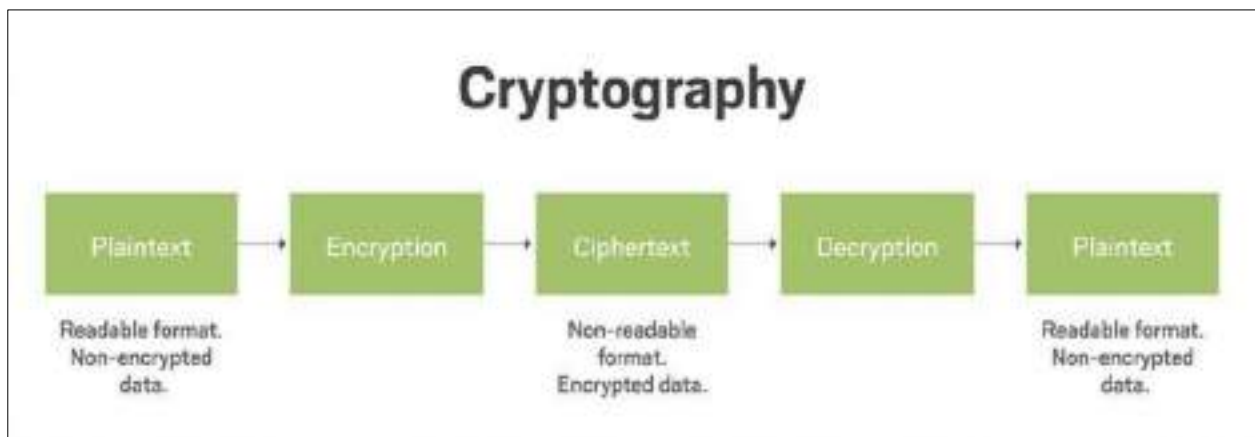 Cryptography
Plaintext
Encryption
Ciphertext
Decryption
Plaintext
Readable format.
Non-encrypted
data.
Non-readable
format.
Encrypted data.
Readable format.
Non-encrypted
data.